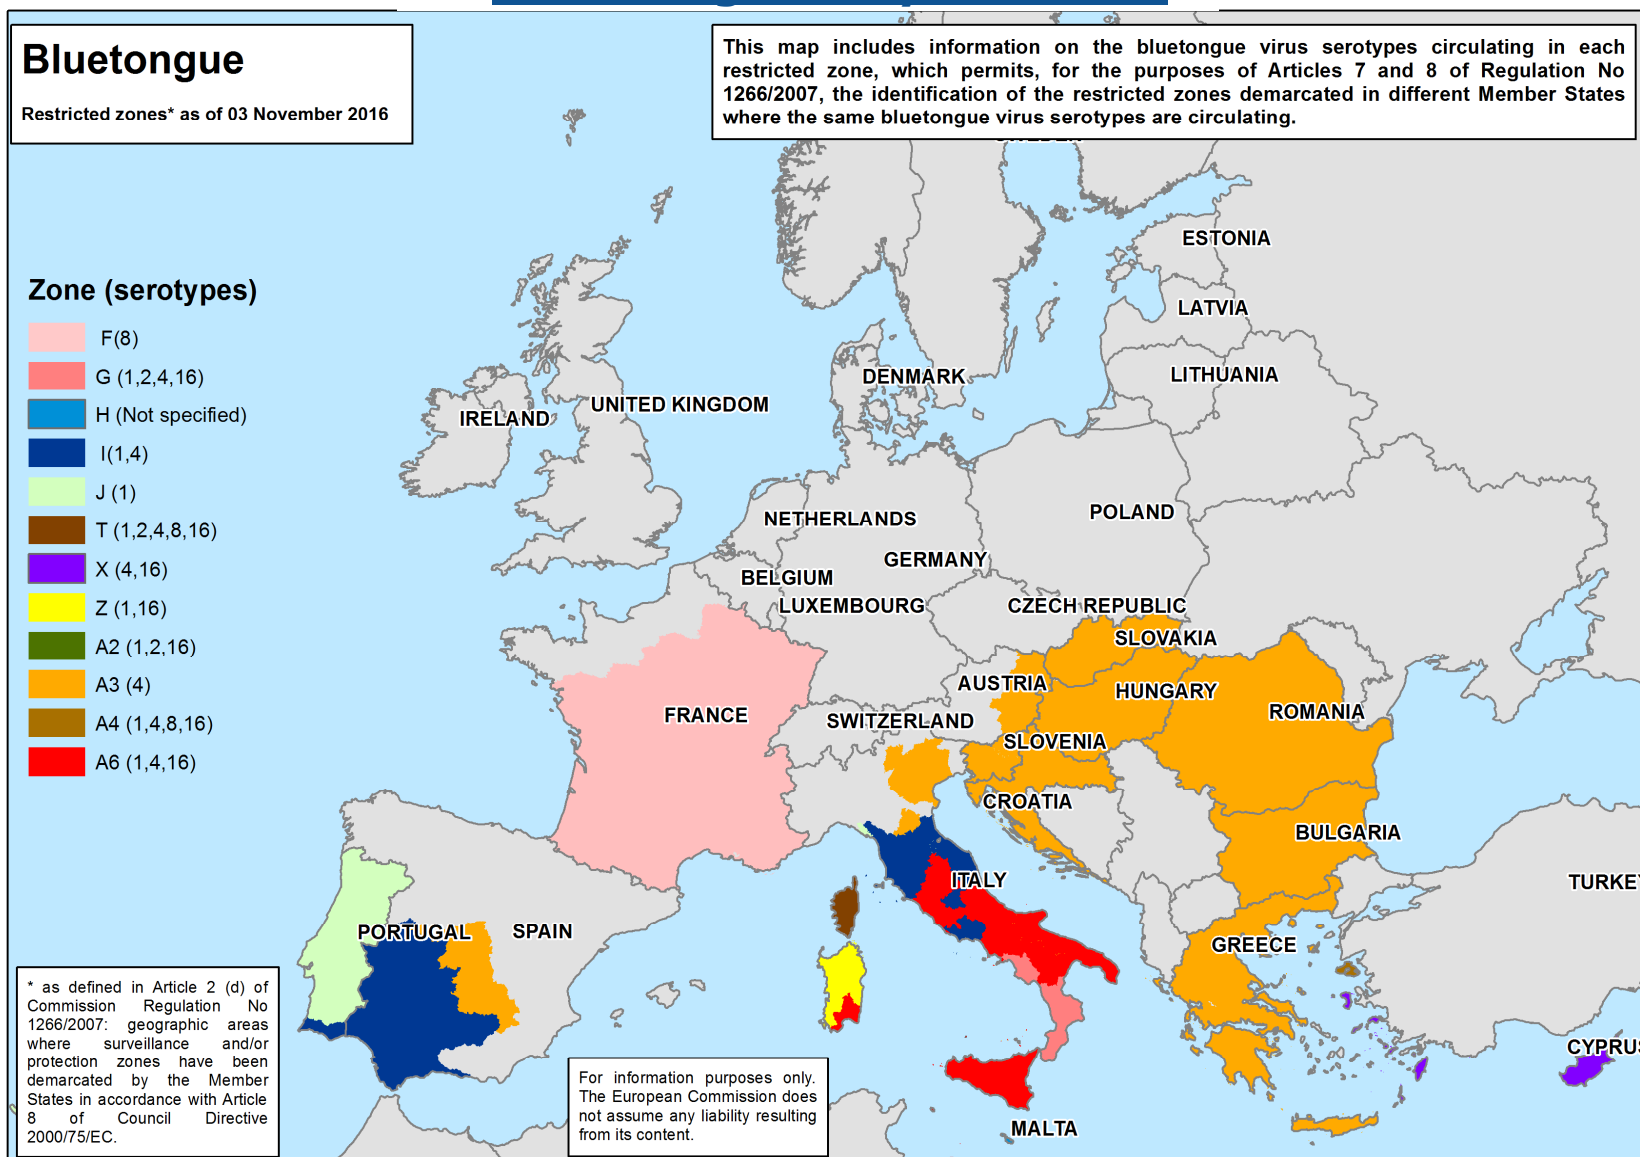 Bluetongue
Restricted zones* as of 03 November 2016
This map includes information on the bluetongue virus serotypes circulating in each
restricted zone, which permits, for the purposes of Articles 7 and 8 of Regulation No
1266/2007, the identification of the restricted zones demarcated in different Member States
where the same bluetongue virus serotypes are circulating.
ESTONIA
LATVIA
LITHUANIA
DENMARK
UNITED KINGDOM
IRELAND
Zone (serotypes)
F(8)
G (1,2,4,16)
H (Not specified)
I(1,4)
J (1)
T (1,2,4,8,16)
X (4,16)
Z (1,16)
A2 (1,2,16)
A3 (4)
A4 (1,4,8,16)
A6 (1,4,16)
POLAND
NETHERLANDS
GERMANY
BELGIUM
LUXEMBOURG
CZECH REPUBLIC
SLOVAKIA
AUSTRIA
HUNGARY
ROMANIA
FRANCE
SWITZERLAND
SLOVENIA
CROATIA
BULGARIA
ITALY
TURKEY
PORTUGAL
SPAIN
GREECE
CYPRUS
MALTA
* as defined in Article 2 (d) of
Commission Regulation No
1266/2007: geographic areas
where surveillance and/or
protection zones have been
demarcated by the Member
States in accordance with Article
8 of Council Directive
2000/75/EC.
For information purposes only.
The European Commission does
not assume any liability resulting
from its content.